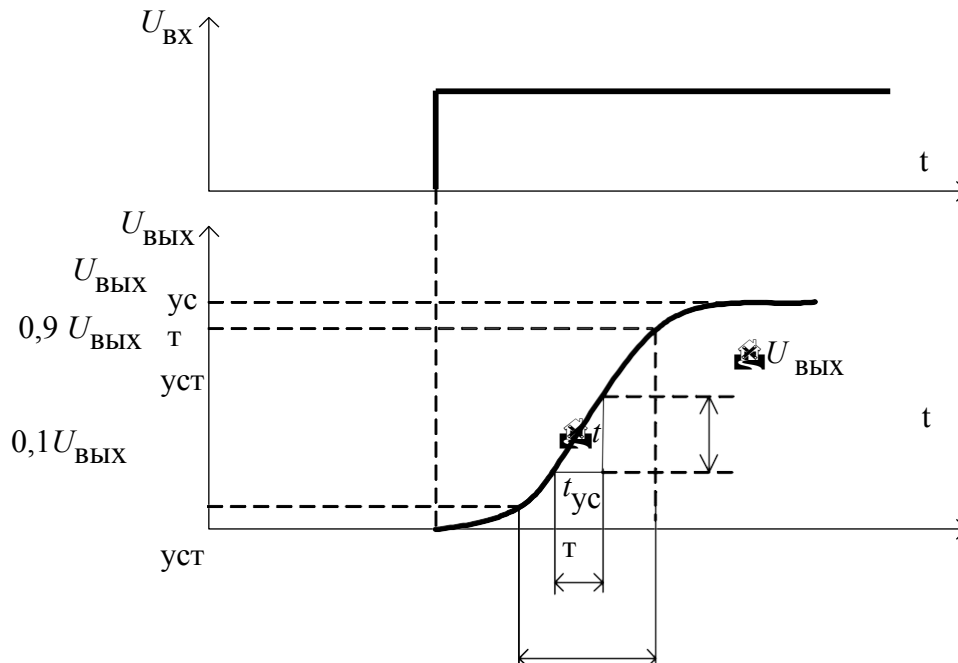 U вх
t
U вых
U вых
ус
0,9 U вых
т
уст
U вых
0,1U вых
t
t
t ус
т
уст